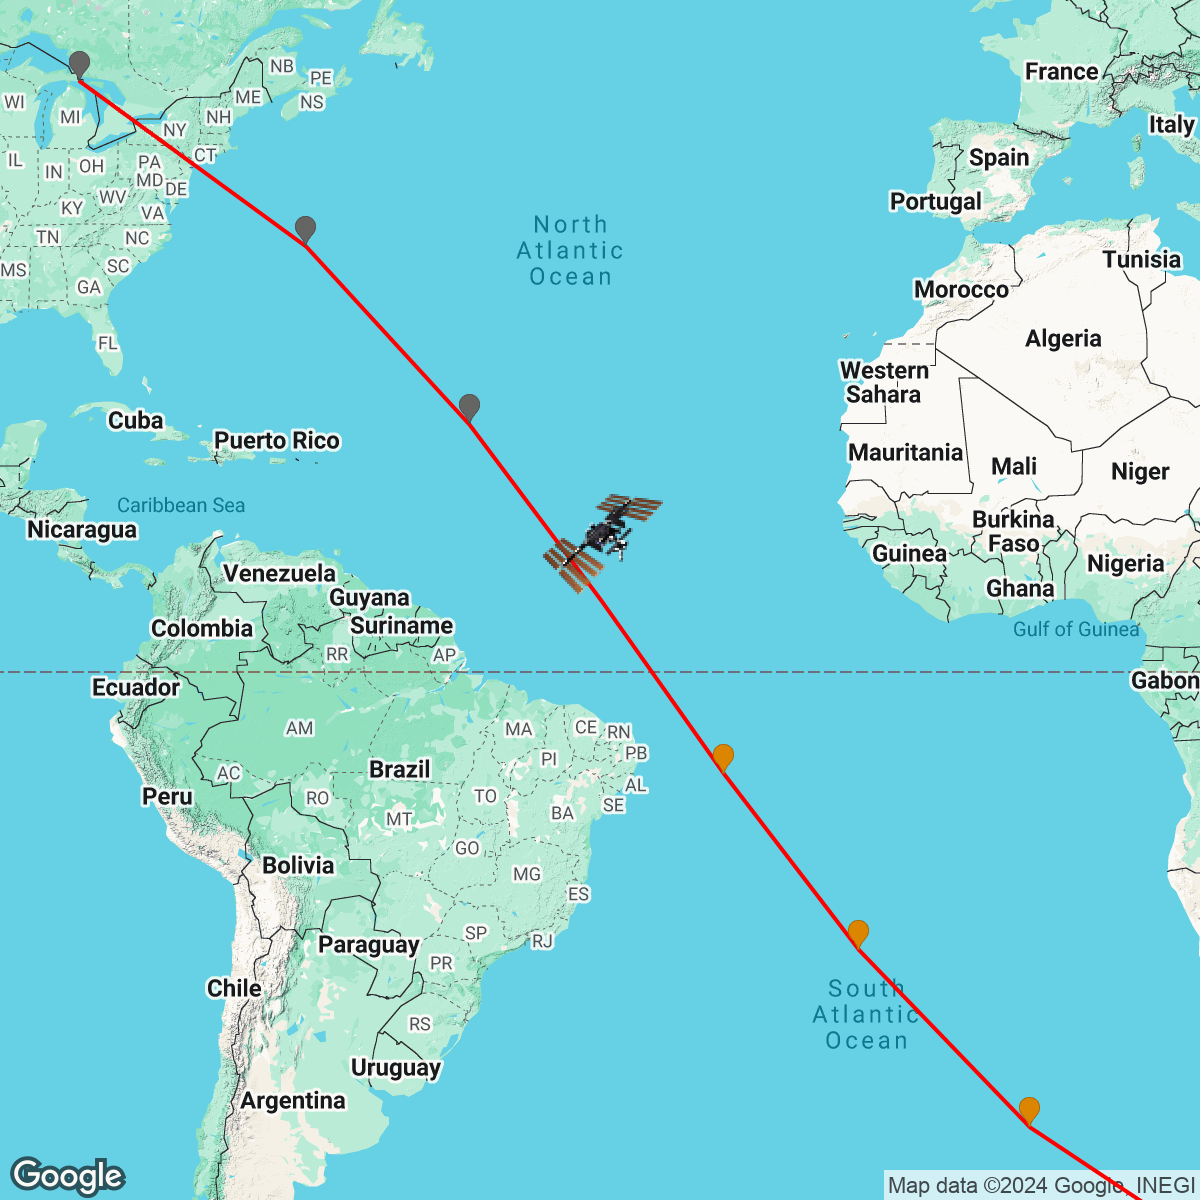 France
Italy
NB
PE
ME
NS
NH
WI
MI
NY
CT
Spain
IL
IN
OH
PA
MD
DE
WV
VA
KY
Portugal
TN
NC
North
Atlantic
Ocean
MS
SC
GA
Tunisia
Morocco
FL
Algeria
Western
Sahara
Cuba
Puerto Rico
Mauritania
Mali
Niger
Caribbean Sea
Nicaragua
Burkina
Faso
Guinea
Nigeria
Ghana
Venezuela
Guyana
Suriname
Colombia
Gulf of Guinea
RR
AP
Ecuador
Gabon
AM
MA
CE
RN
PI
PB
AC
Brazil
AL
Peru
RO
TO
SE
MT
BA
GO
Bolivia
MG
ES
SP
RJ
Paraguay
PR
Chile
South
Atlantic
Ocean
RS
Uruguay
Argentina
Google
Map data ©2024 Google, INEGI